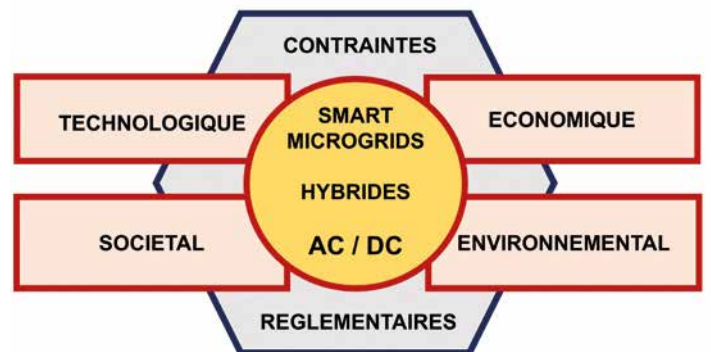 CONTRAINTES
TECHNOLOGIQUE
SMART
MICROGRIDS
ECONOMIQUE
HYBRIDES
SOCIETAL
AC / DC
ENVIRONNEMENTAL
REGLEMENTAIRES